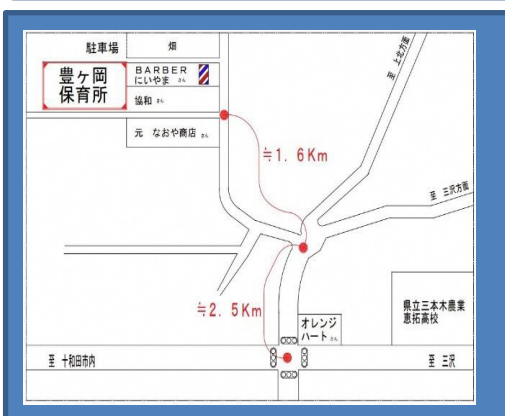 駐車場
畑
豊ヶ岡
保育所
BARBER
にいやま さん
協和 さん
元 なおや商店 さん
至 上北方面
≒1.6Km
至 三沢方面
≒2.5Km
オレンジ
ハート さん
県立三本木農業
恵拓高校
至 十和田市内
至 三沢